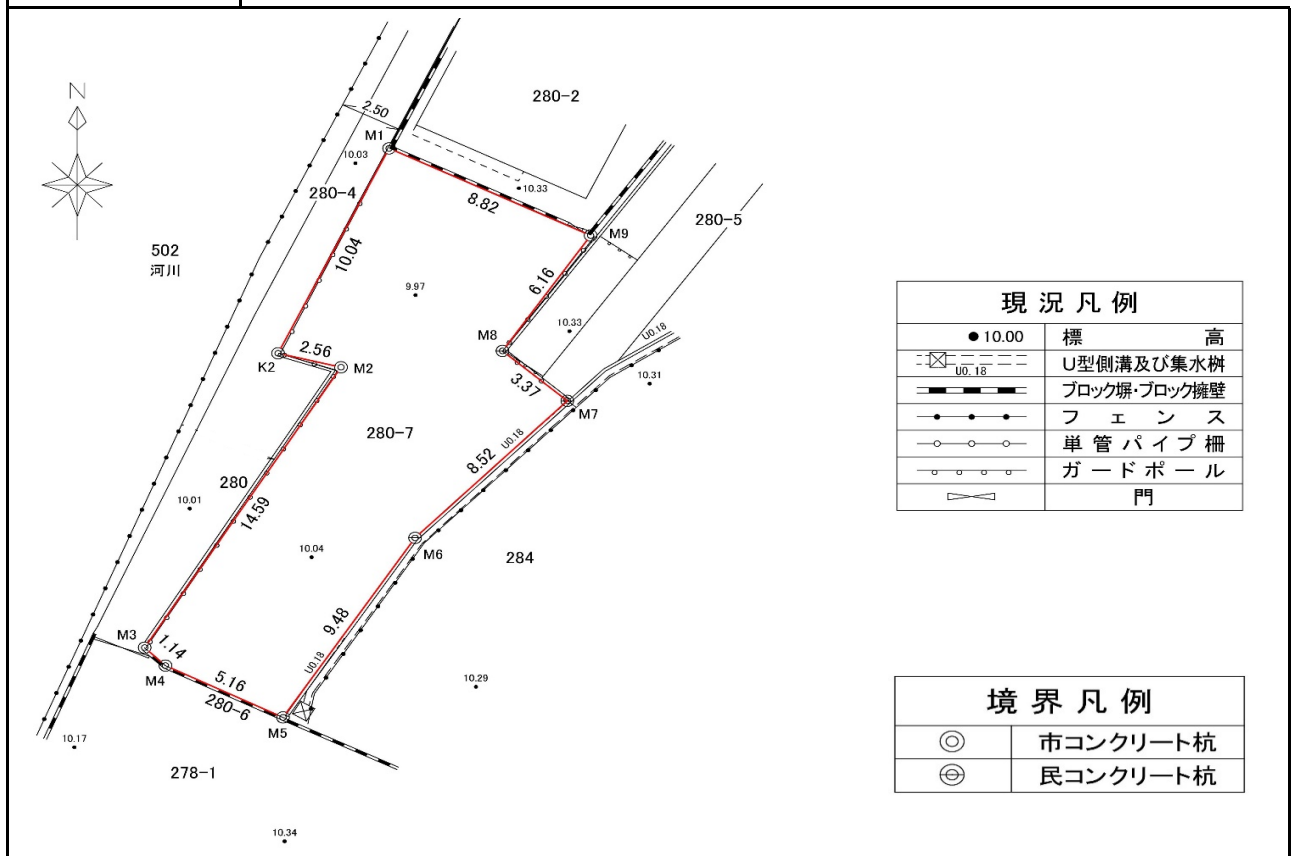 N
2.50
280-2
M1
10.03
10.33
280-4
8.82
280-5
M9
502
河川
10.04
6.16
9.97
10.33
M8
U0.18
2.56
K2
M2
3.37
10.31
M7
280-7
U0.18
8.52
280
14.59
10.01
M6
10.04
284
9.48
M3
1.14
U0.18
M4
5.16
10.29
280-6
M5
10.17
278-1
10.34
現況凡例
10.00 標高
U0.18 U型側溝及び集水桝
ブロック塀・ブロック擁壁
フェンス
単管パイプ柵
ガードポール
門
境界凡例
市コンクリート杭
民コンクリート杭